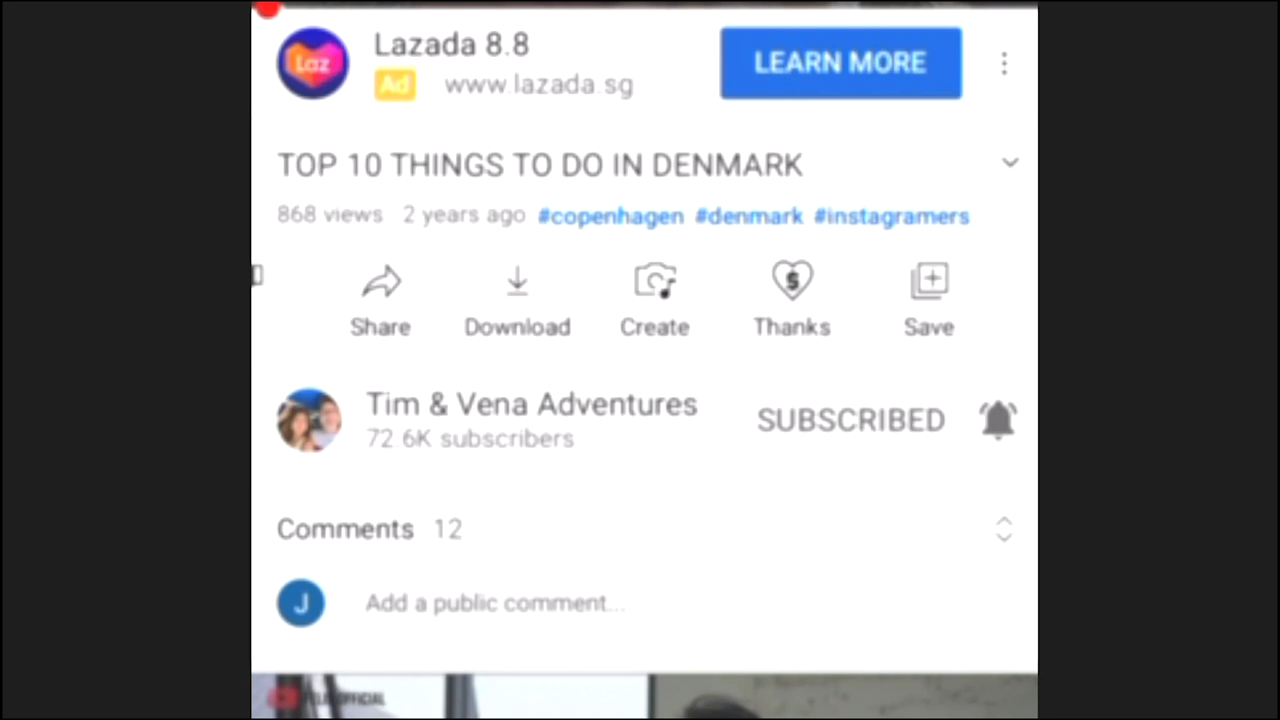 Laz
Lazada 8.8
Ad www.lazada.sg
LEARN MORE
TOP 10 THINGS TO DO IN DENMARK
868 views 2 years ago #copenhagen #denmark #instagramers
Share Download Create Thanks Save
Tim & Vena Adventures
72.6K subscribers
SUBSCRIBED
Comments 12
J
Add a public comment...
OFFICIAL